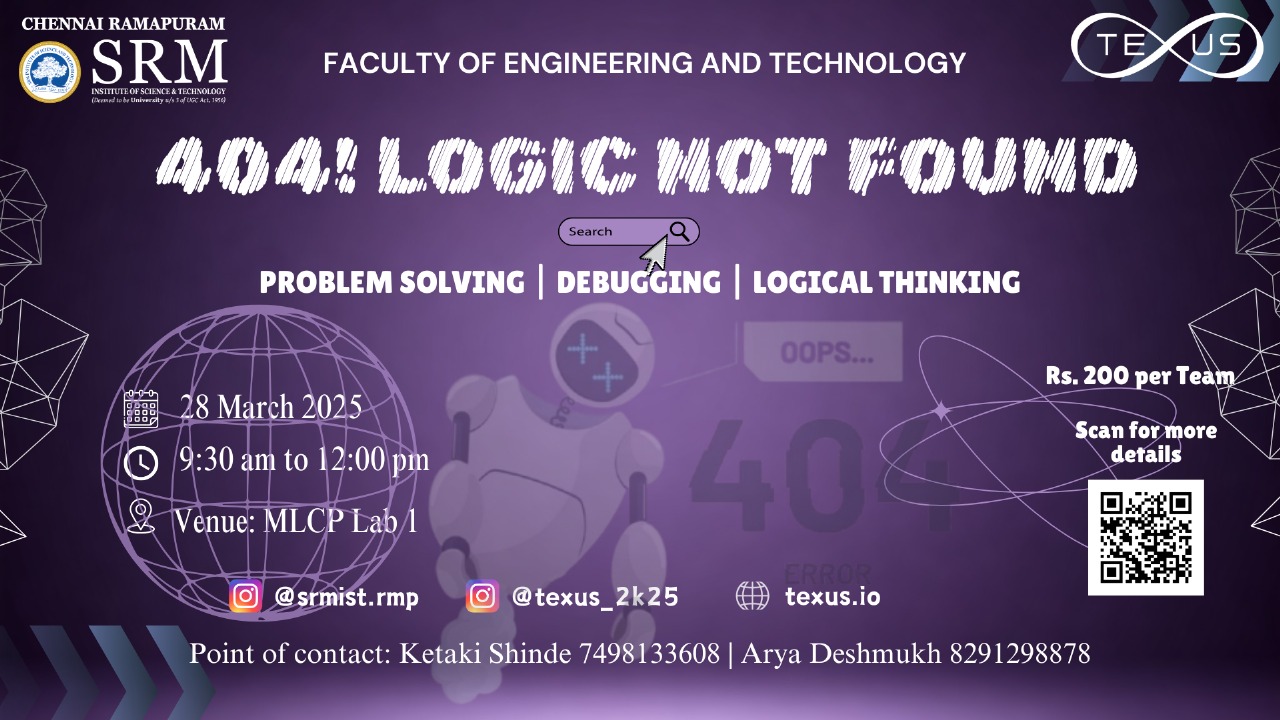 CHENNAI RAMAPURAM
SRM
INSTITUTE OF SCIENCE & TECHNOLOGY
(Deemed to be University u/s 3 of UGC Act, 1956)
FACULTY OF ENGINEERING AND TECHNOLOGY
TEXUS
404! LOGIC NOT FOUND
Search
PROBLEM SOLVING | DEBUGGING | LOGICAL THINKING
OOPS...
404
ERROR
28 March 2025
9:30 am to 12:00 pm
Venue: MLCP Lab 1
Rs. 200 per Team
Scan for more
details
@srmist.rmp
@texus_2k25
texus.io
Point of contact: Ketaki Shinde 7498133608 | Arya Deshmukh 8291298878